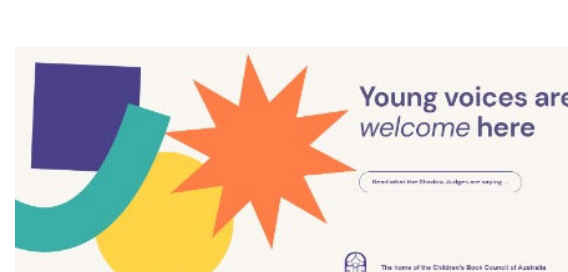 Young voices are
welcome here
Read what the Shadow Judges are saying ...
The home of the Children's Book Council of Australia